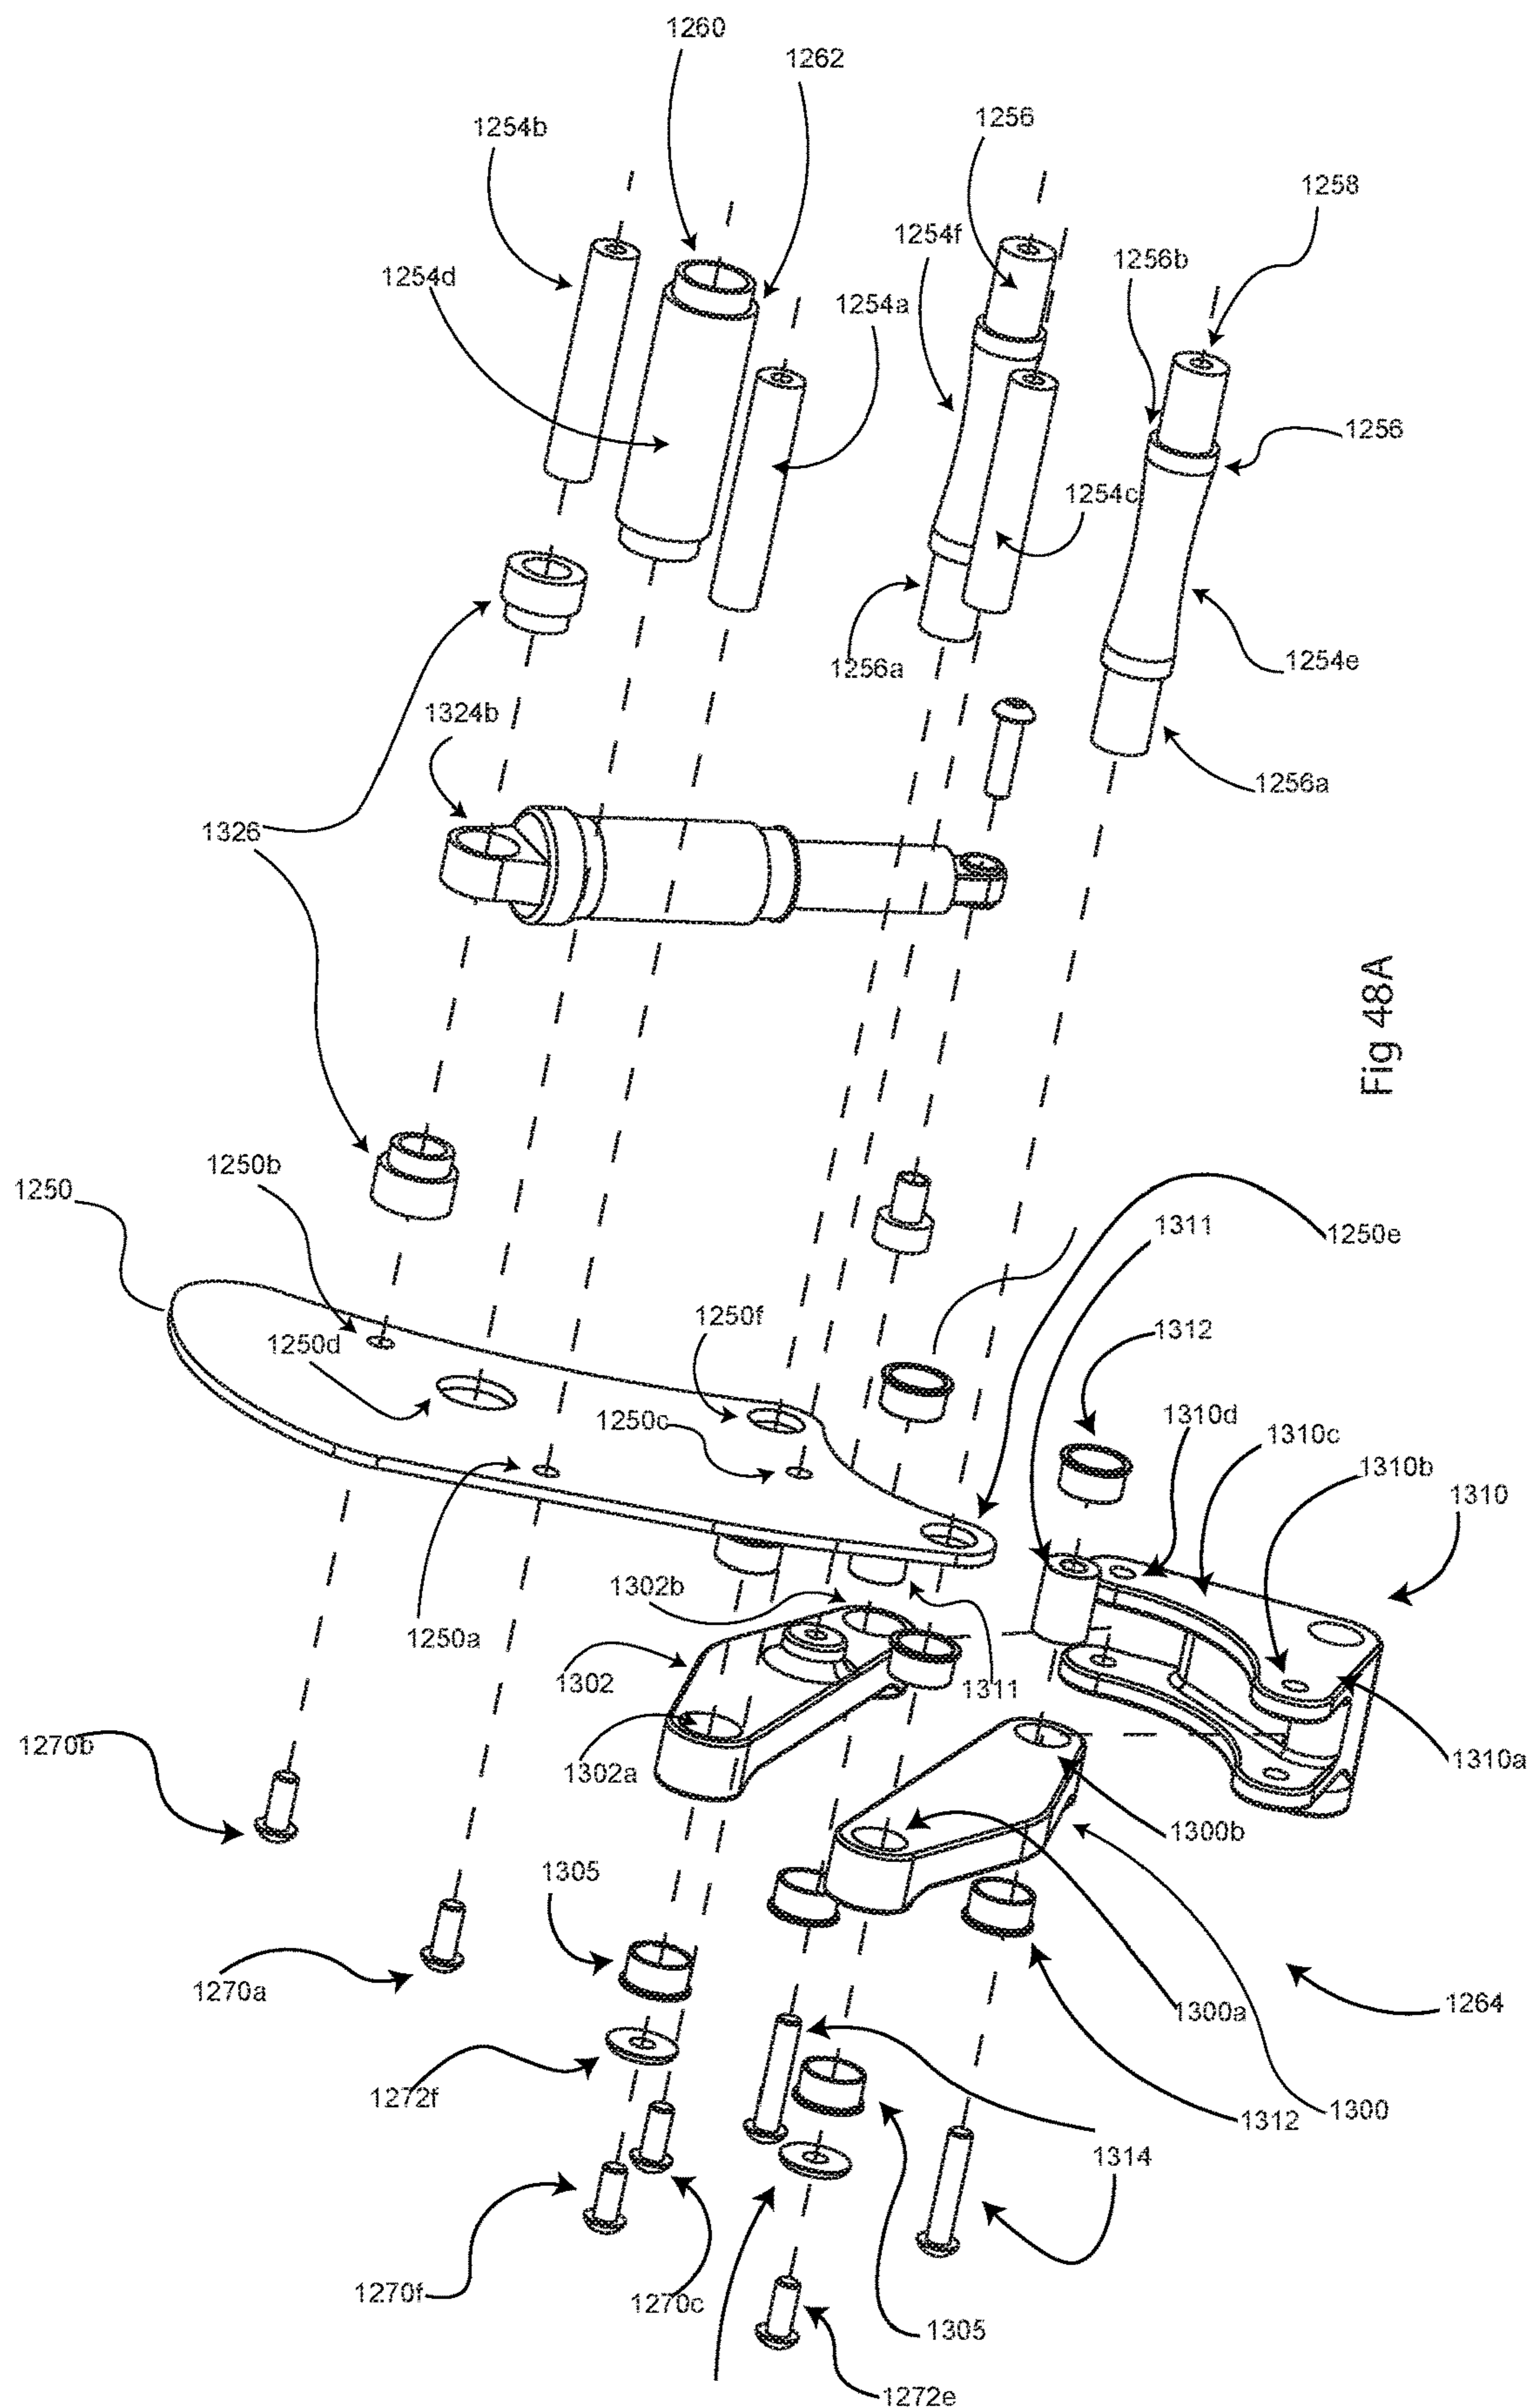 1260
1262
1254b
1256
1258
1254f
1256b
1254d
1254a
1256
1254c
1254e
1256a
1324b
1256a
1326
Fig 48A
1250b
1250
1311
1250e
1250f
1312
1250d
1310d
1250c
1310c
1310b
1310
1302b
1250a
1302
1311
1270b
1302a
1310a
1300b
1305
1270a
1300a
1264
1272f
1312
1300
1314
1270f
1270c
1305
1272e